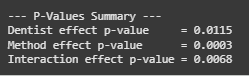 --- P-Values Summary ---
Dentist effect p-value     = 0.0115
Method effect p-value      = 0.0003
Interaction effect p-value = 0.0068